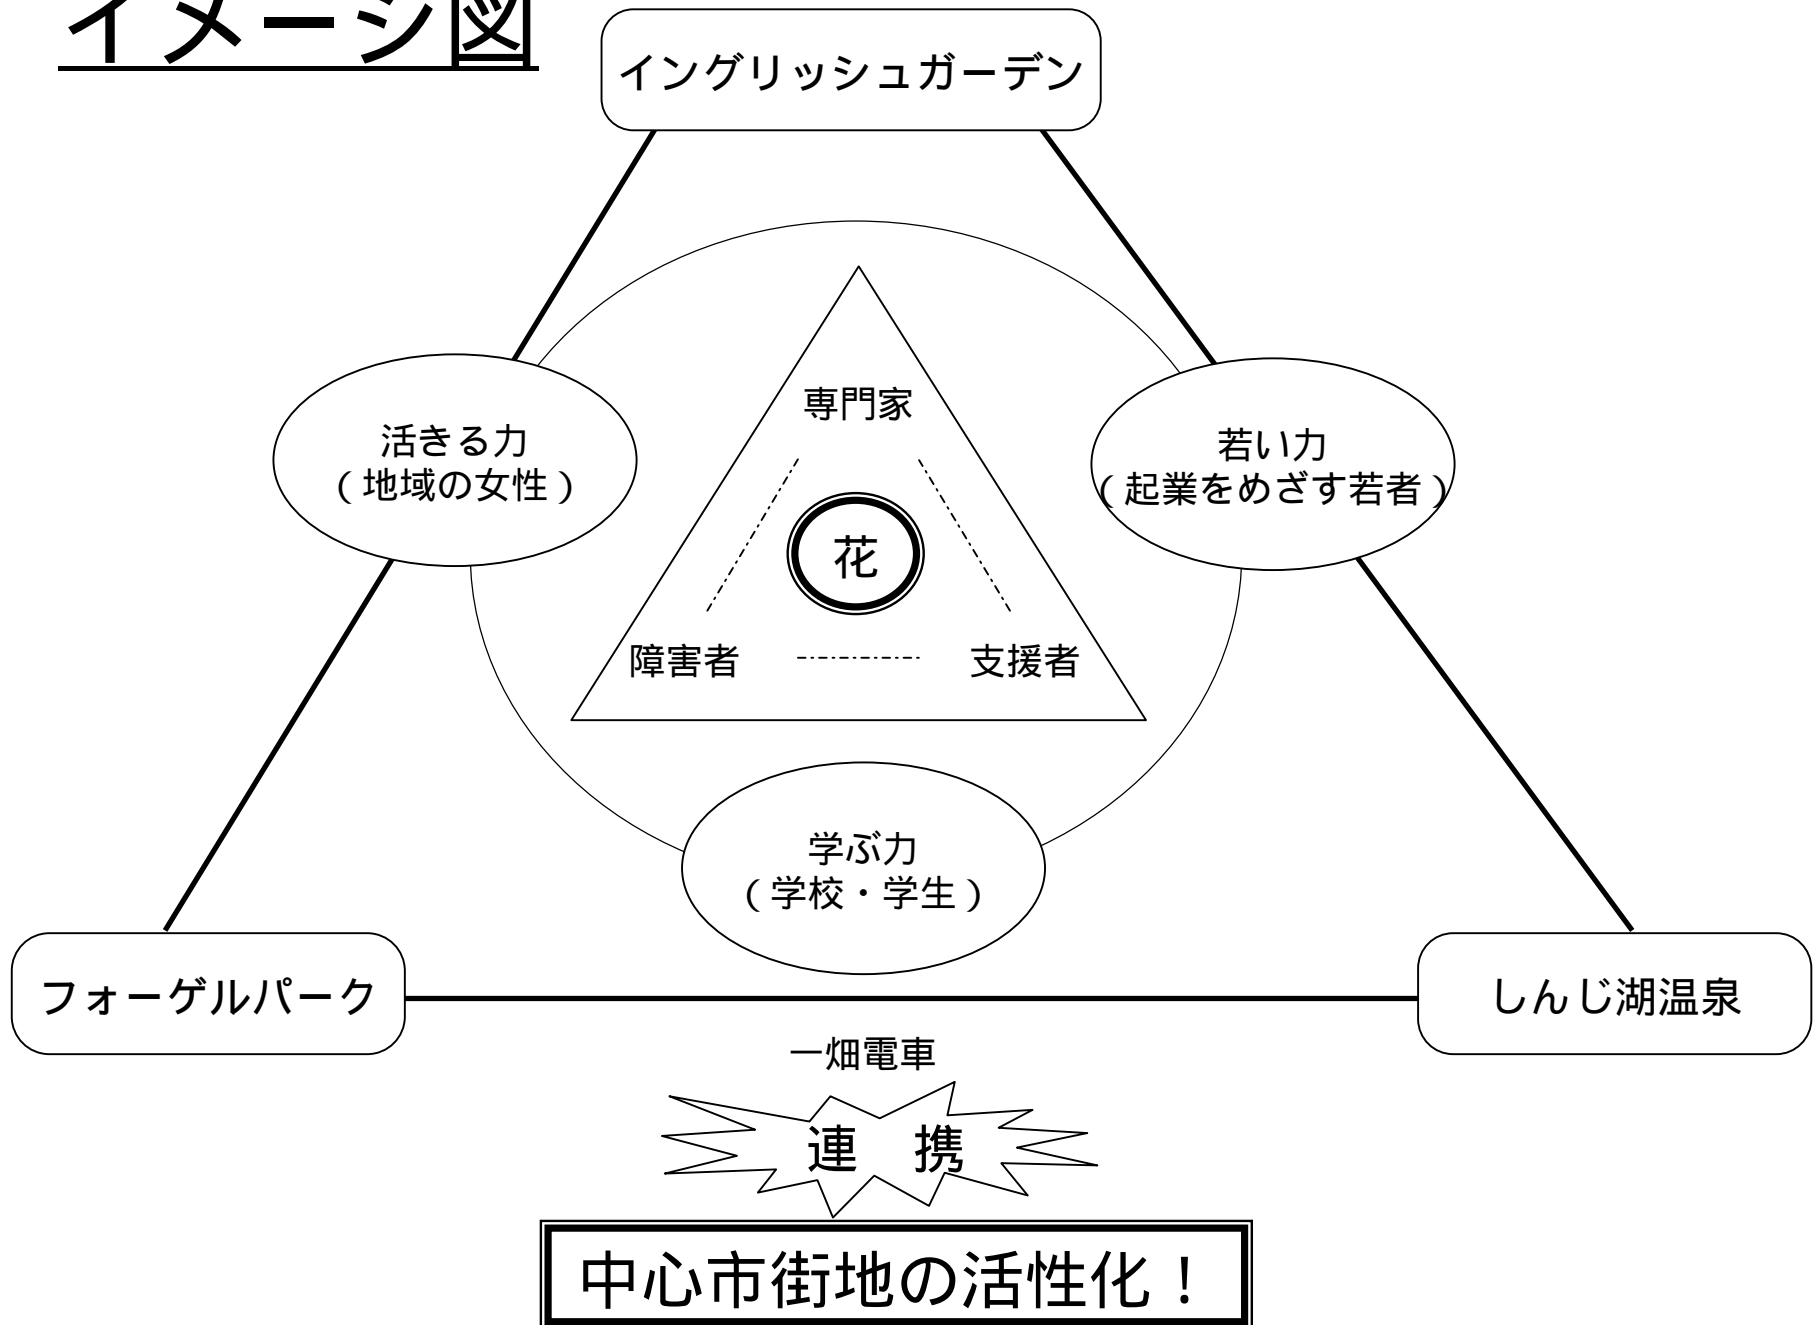 イメージ図
イングリッシュガーデン
専門家
活きる力
（地域の女性）
若い力
（起業をめざす若者）
花
障害者
支援者
学ぶ力
（学校・学生）
フォーゲルパーク
しんじ湖温泉
一畑電車
連　携
中心市街地の活性化！